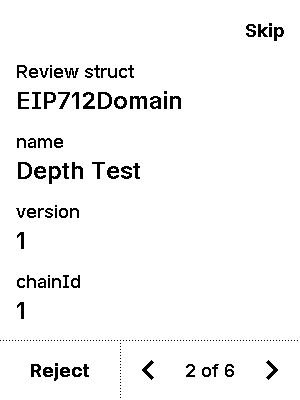 Skip
Review struct
EIP712Domain
name
Depth Test
version
1
chainId
1
Reject
2 of 6